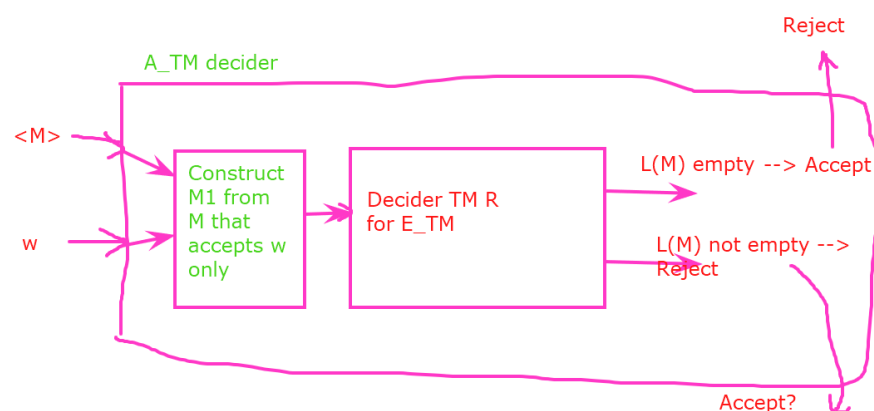 Reject
A_TM decider
<M>
w
Construct
M1 from
M that
accepts w
only
Decider TM R
for E_TM
L(M) empty --> Accept
L(M) not empty -->
Reject
Accept?